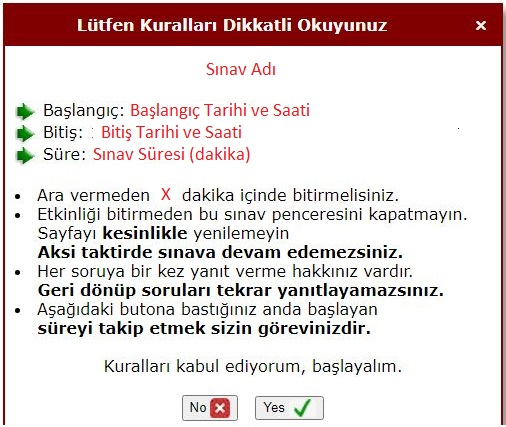 Lütfen Kuralları Dikkatli Okuyunuz ×
Sınav Adı
Başlangıç: Başlangıç Tarihi ve Saati
Bitiş: : Bitiş Tarihi ve Saati
Süre: Sınav Süresi (dakika)
• Ara vermeden X dakika içinde bitirmelisiniz.
• Etkinliği bitirmeden bu sınav penceresini kapatmayın.
Sayfayı kesinlikle yenilemeyin
Aksi taktirde sınava devam edemezsiniz.
• Her soruya bir kez yanıt verme hakkınız vardır.
Geri dönüp soruları tekrar yanıtlayamazsınız.
• Aşağıdaki butona bastığınız anda başlayan
süreyi takip etmek sizin görevinizdir.
Kuralları kabul ediyorum, başlayalım.
No Yes